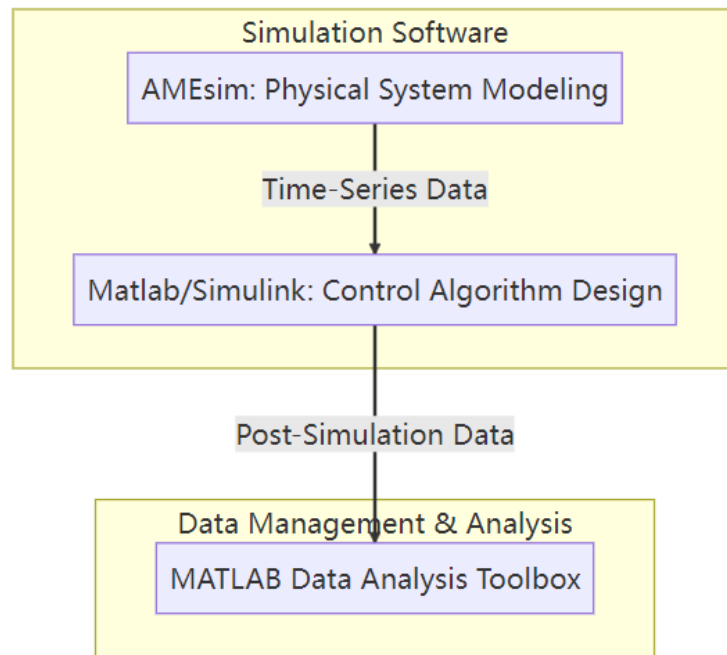 Simulation Software
AMEsim: Physical System Modeling
Time-Series Data
Matlab/Simulink: Control Algorithm Design
Post-Simulation Data
Data Management & Analysis
MATLAB Data Analysis Toolbox